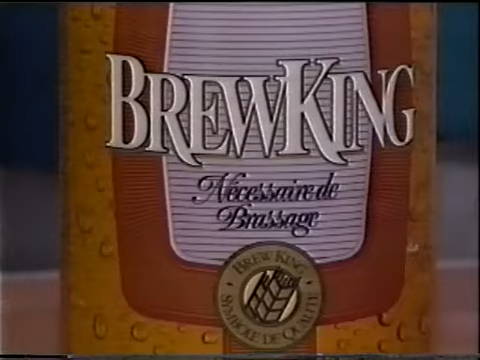 BREWKING
Nécessaire de
Brassage
BREW KING
SYMBOLE DE QUALITÉ